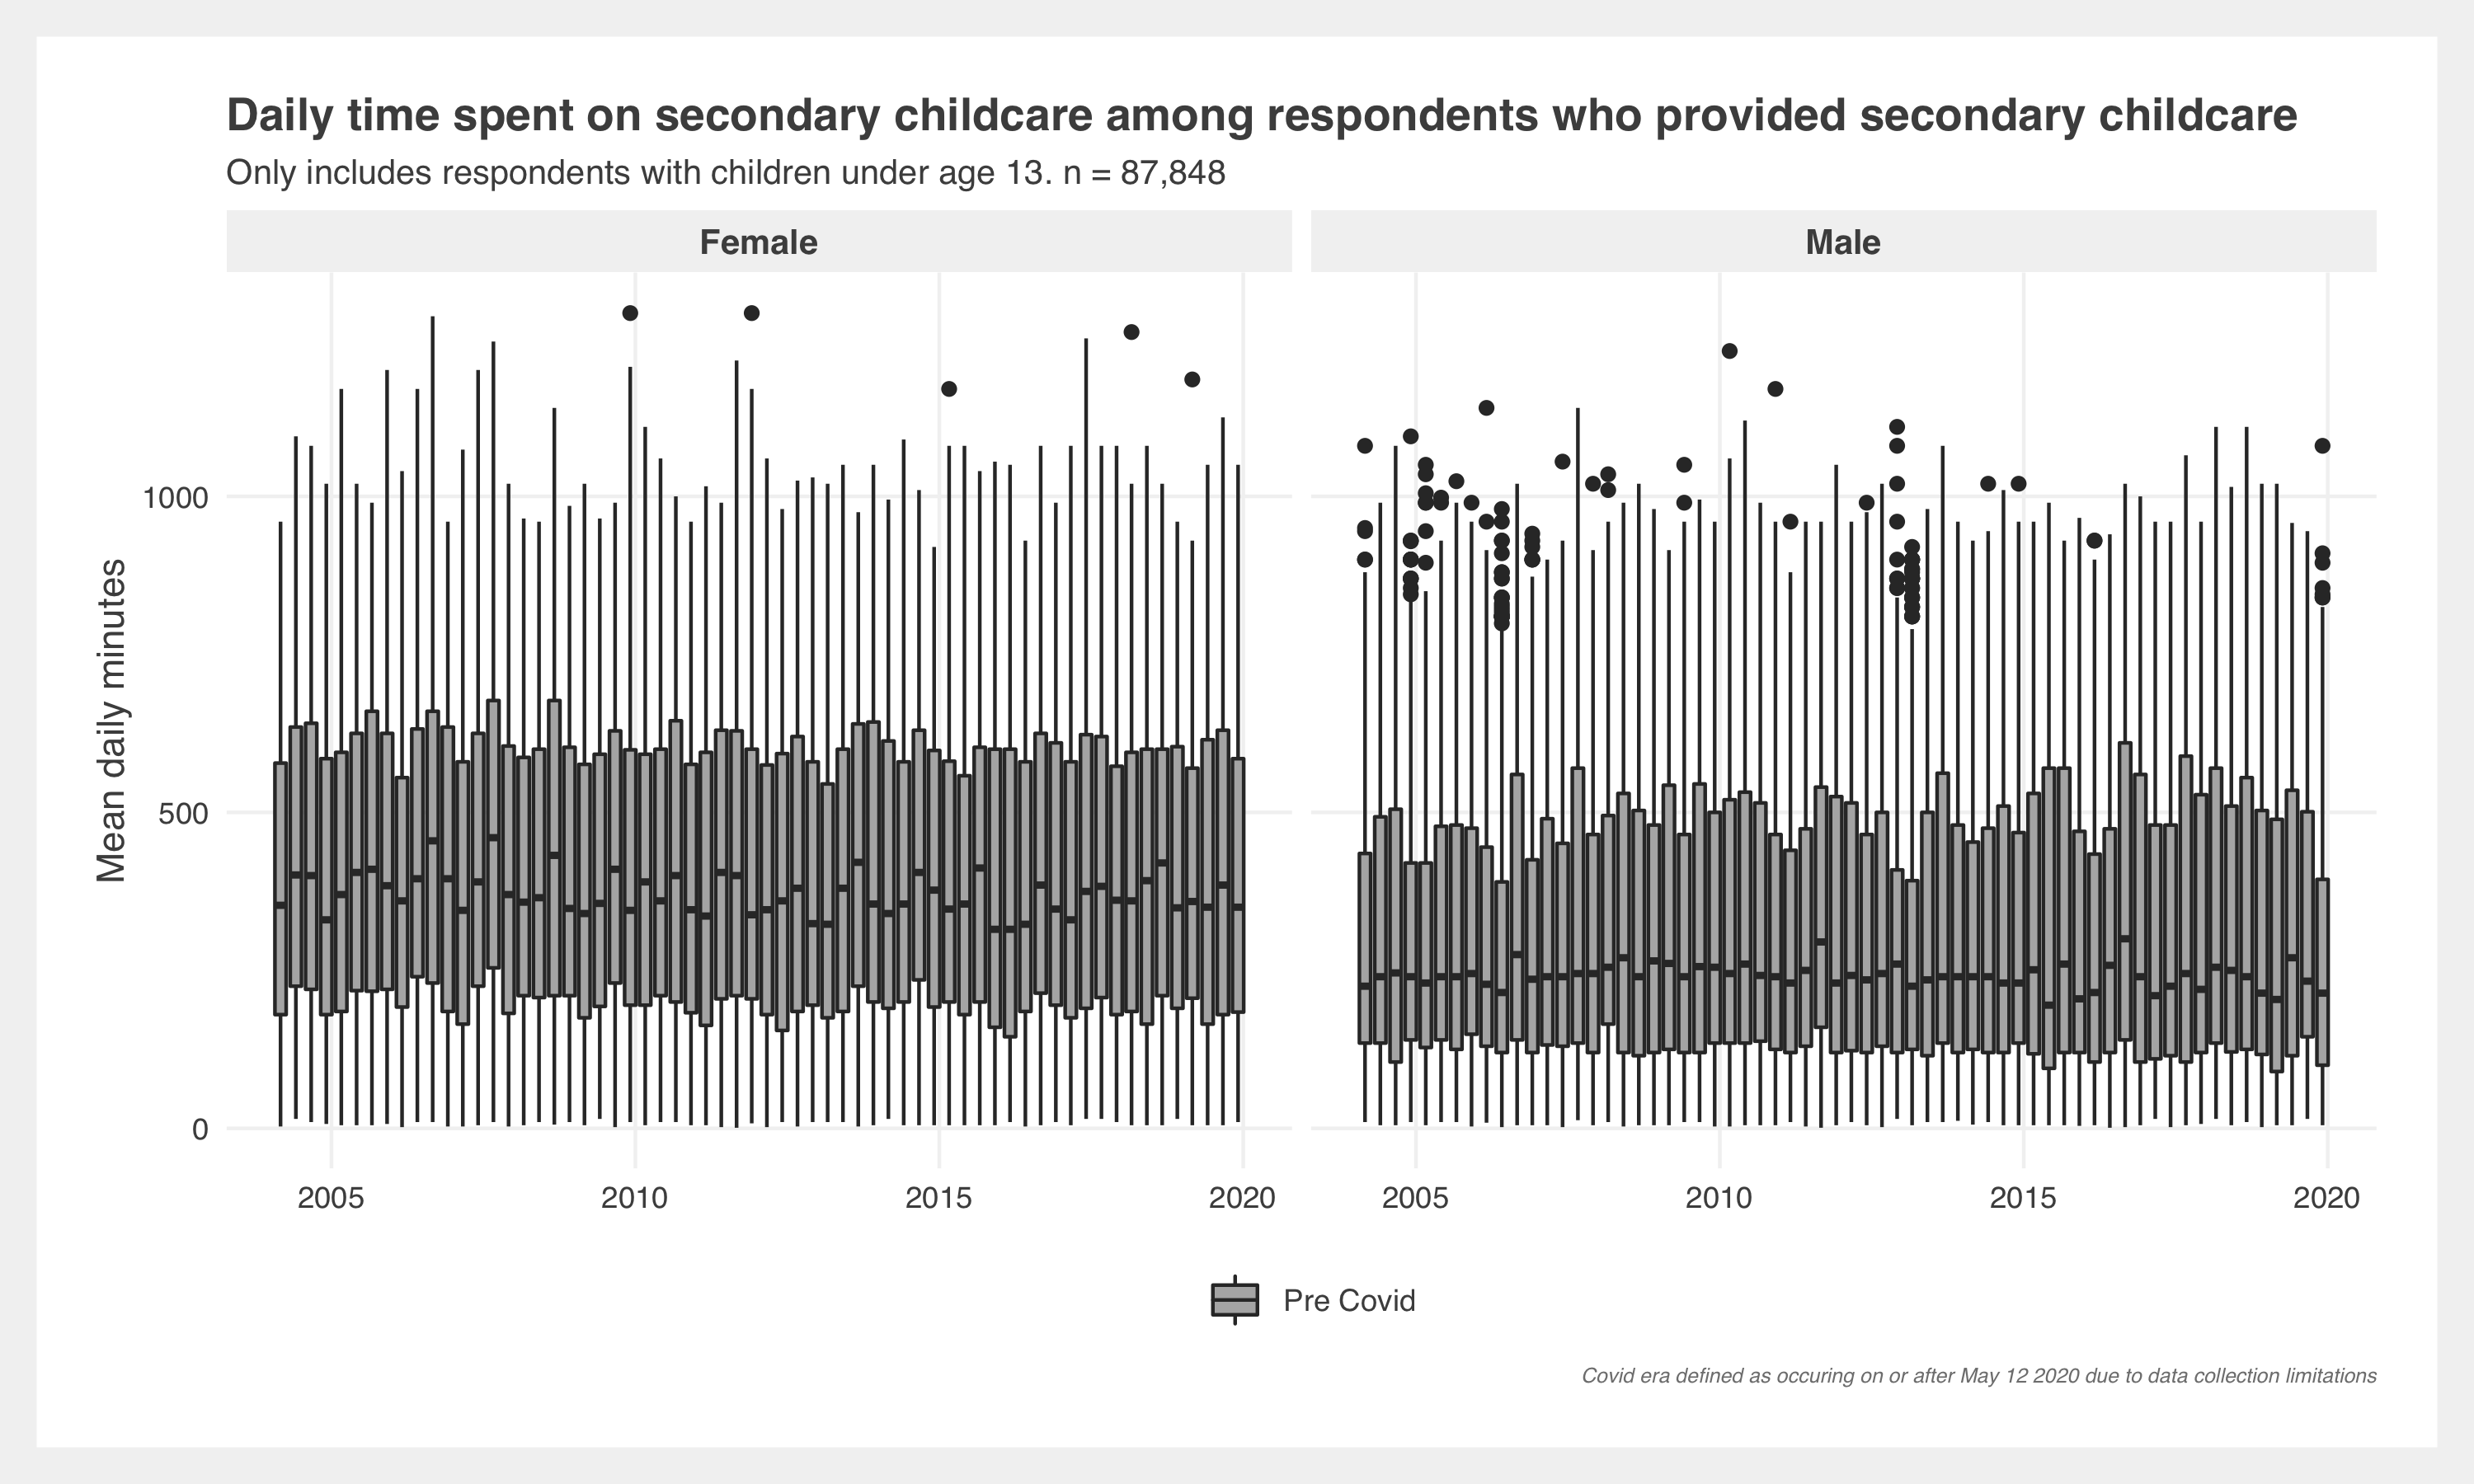 Daily time spent on secondary childcare among respondents who provided secondary childcare
Only includes respondents with children under age 13. n = 87,848
Female
Male
Mean daily minutes
1000
500
0
2005
2010
2015
2020
2005
2010
2015
2020
Pre Covid
Covid era defined as occuring on or after May 12 2020 due to data collection limitations